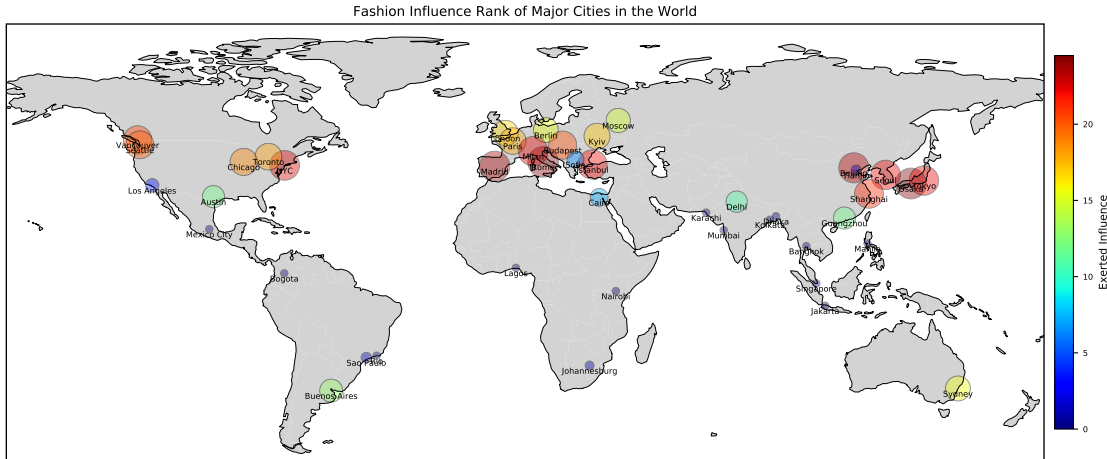 Fashion Influence Rank of Major Cities in the World
Moscow
Berlin
Vancouver
Seattle
Paris
Kyiv
Budapest
Toronto
Chicago
NYC
Milan
Rome
Sofia
Istanbul
Madrid
Beijing
Tianjin
Seoul
Tokyo
Osaka
Los Angeles
Austin
Cairo
Delhi
Shanghai
Karachi
Dhaka
Kolkata
Guangzhou
Mexico City
Mumbai
Bangkok
Manila
Bogota
Lagos
Nairobi
Singapore
Jakarta
Sao Paulo
Rio
Johannesburg
Buenos Aires
Sydney
20
15
10
5
0
Exerted Influence